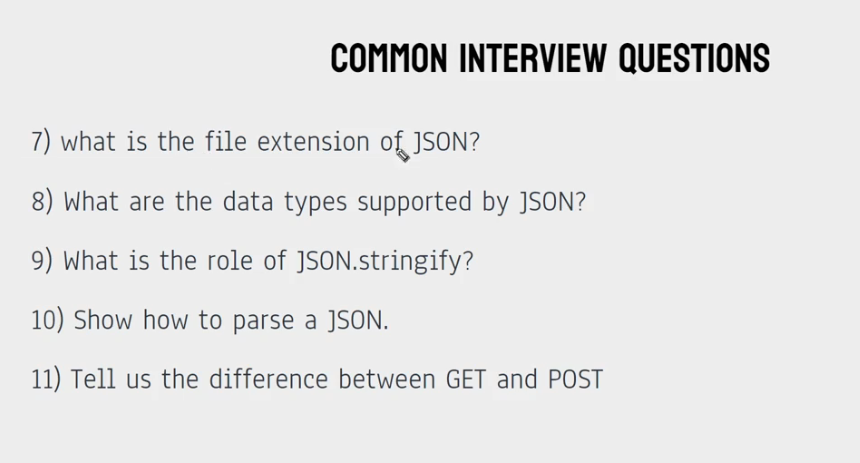 COMMON INTERVIEW QUESTIONS
7) what is the file extension of JSON?
8) What are the data types supported by JSON?
9) What is the role of JSON.stringify?
10) Show how to parse a JSON.
11) Tell us the difference between GET and POST